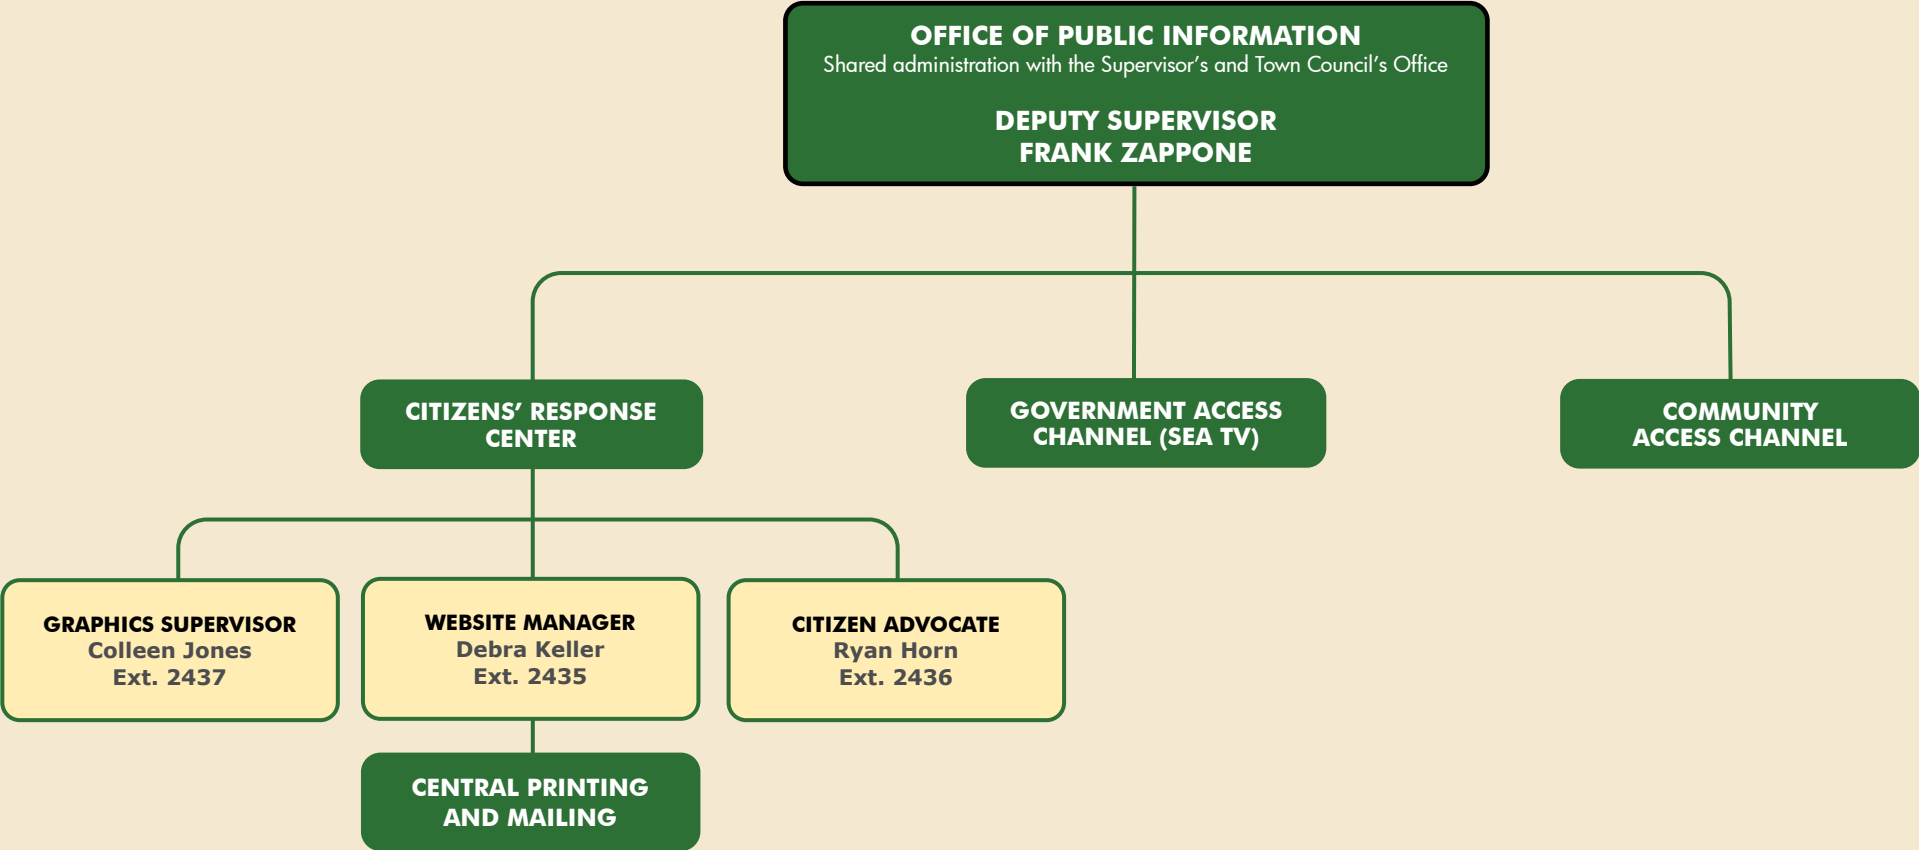 OFFICE OF PUBLIC INFORMATION
Shared administration with the Supervisor’s and Town Council’s Office
DEPUTY SUPERVISOR
FRANK ZAPPONE
CITIZENS’ RESPONSE
CENTER
GOVERNMENT ACCESS
CHANNEL (SEA TV)
COMMUNITY
ACCESS CHANNEL
GRAPHICS SUPERVISOR
Colleen Jones
Ext. 2437
WEBSITE MANAGER
Debra Keller
Ext. 2435
CITIZEN ADVOCATE
Ryan Horn
Ext. 2436
CENTRAL PRINTING
AND MAILING